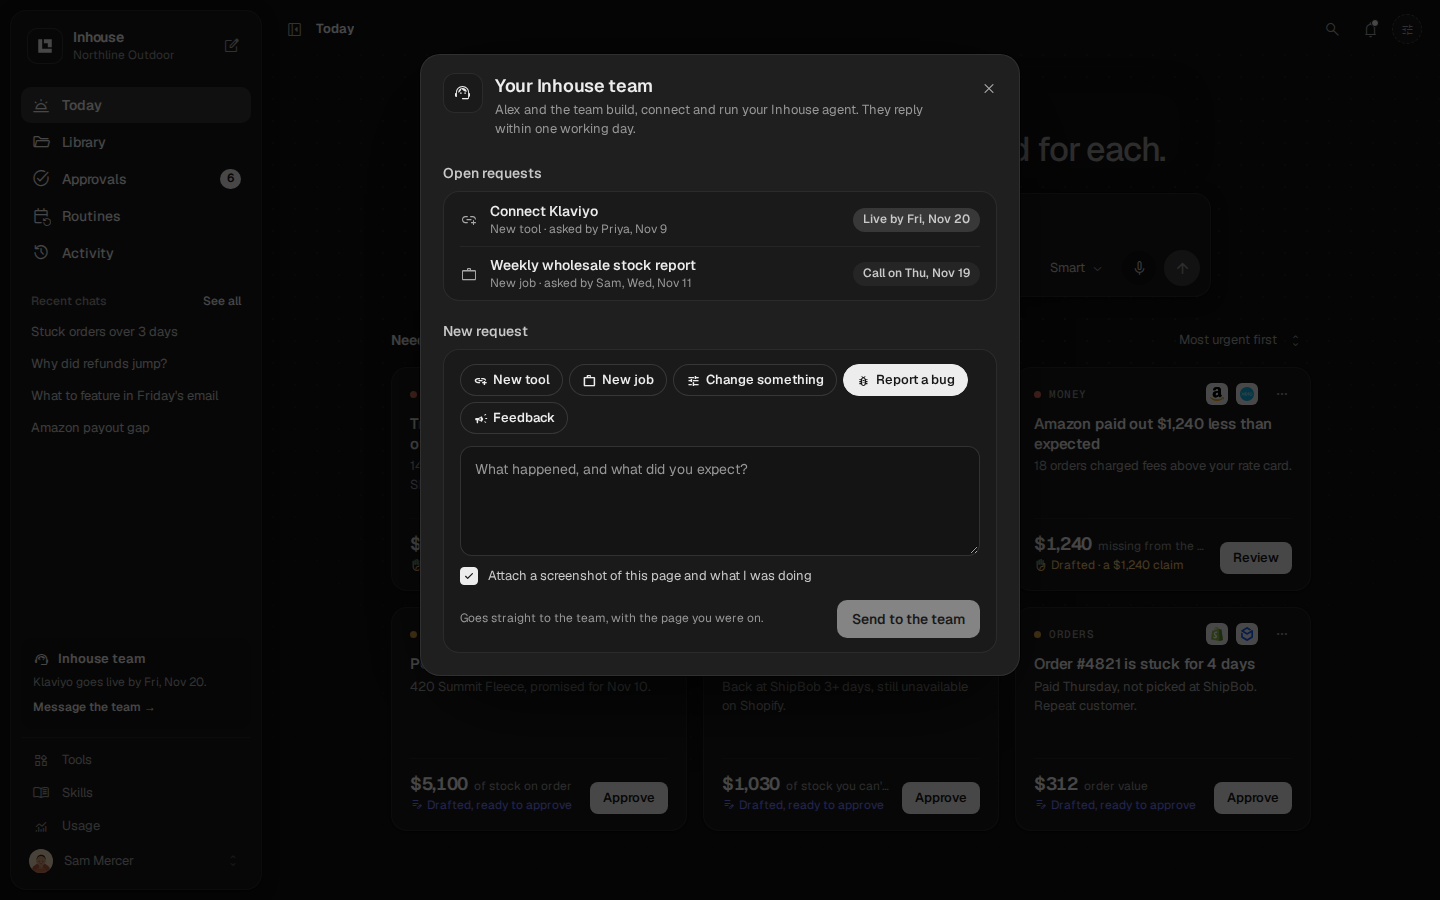 Inhouse
Northline Outdoor
Today
Library
Approvals
6
Routines
Activity
Recent chats
See all
Stuck orders over 3 days
Why did refunds jump?
What to feature in Friday's email
Amazon payout gap
Inhouse team
Klaviyo goes live by Fri, Nov 20.
Message the team →
Tools
Skills
Usage
Sam Mercer
Today
for each.
Smart
Most urgent first
Your Inhouse team
Alex and the team build, connect and run your Inhouse agent. They reply
within one working day.
Open requests
Connect Klaviyo
New tool · asked by Priya, Nov 9
Live by Fri, Nov 20
Weekly wholesale stock report
New job · asked by Sam, Wed, Nov 11
Call on Thu, Nov 19
New request
New tool
New job
Change something
Report a bug
Feedback
What happened, and what did you expect?
Attach a screenshot of this page and what I was doing
Goes straight to the team, with the page you were on.
Send to the team
MONEY
Amazon paid out $1,240 less than
expected
18 orders charged fees above your rate card.
$1,240 missing from the ...
Drafted · a $1,240 claim
Review
420 Summit Fleece, promised for Nov 10.
$5,100 of stock on order
Drafted, ready to approve
Approve
Back at ShipBob 3+ days, still unavailable
on Shopify.
$1,030 of stock you can'...
Drafted, ready to approve
Approve
ORDERS
Order #4821 is stuck for 4 days
Paid Thursday, not picked at ShipBob.
Repeat customer.
$312 order value
Drafted, ready to approve
Approve